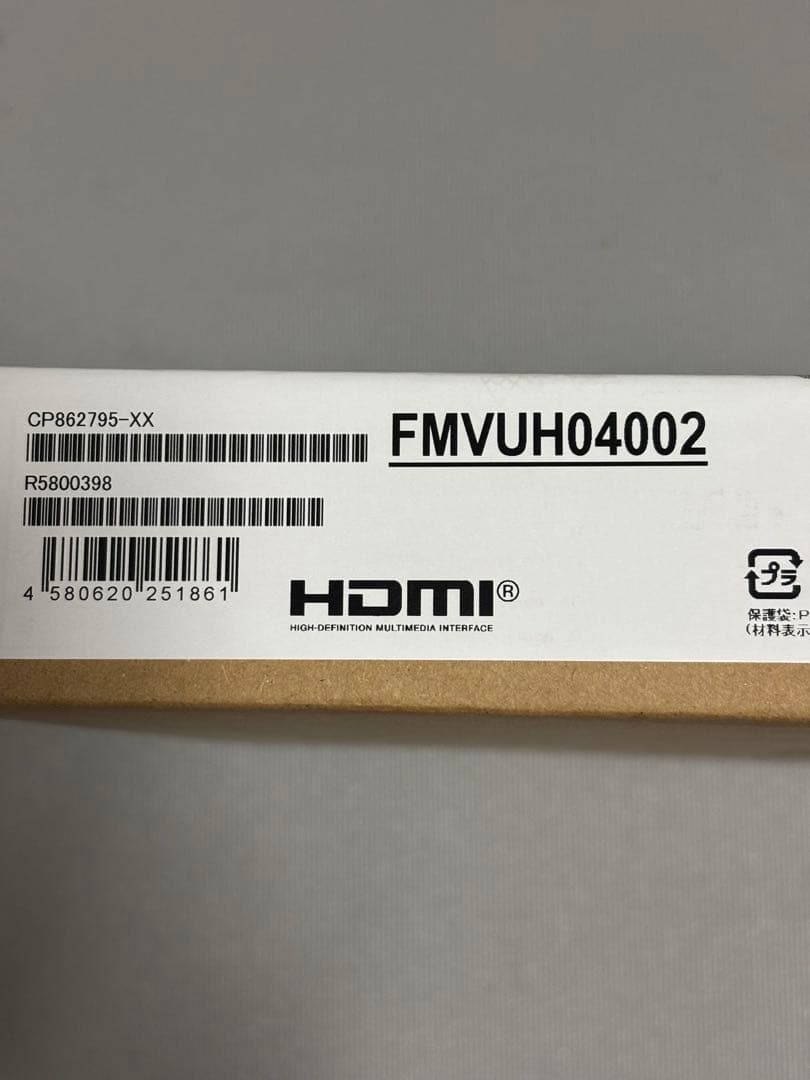 CP862795-XX
FMVUH04002
R5800398
4 580620 251861
HDMI®
HIGH-DEFINITION MULTIMEDIA INTERFACE
プラ
保護袋:P
(材料表示